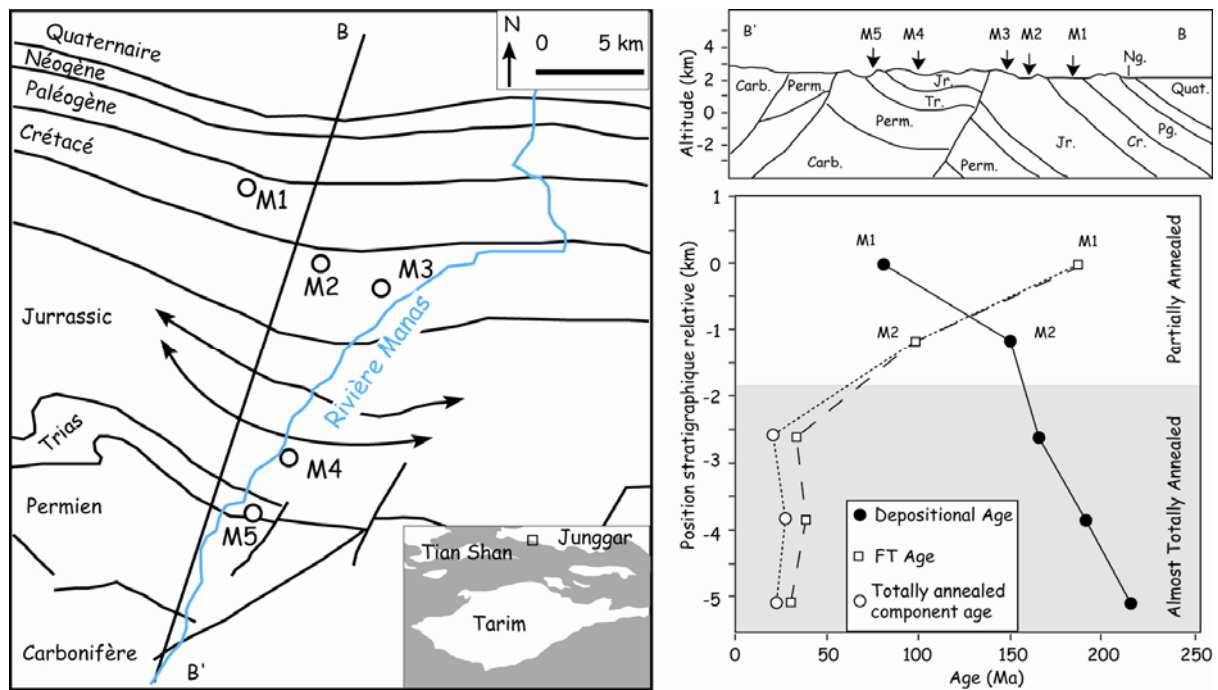 Quaternaire
Néogène
Paléogène
Crétacé
B
N
0 5 km
M1
M2
M3
Jurrassic
Rivière Manas
Trias
M4
Permien
M5
Carbonifère
B'
Tian Shan
Junggar
Tarim
B' M5 M4 M3 M2 M1 B
Altitude (km)
4
2
0
-2
Carb.
Perm.
Jr.
Tr.
Perm.
Carb.
Perm.
Jr.
Cr.
Pg.
Ng.
Quat.
Position stratigraphique relative (km)
0
-1
-2
-3
-4
-5
M1
M1
M2
M2
Partially Annealed
Almost Totally Annealed
Depositional Age
FT Age
Totally annealed
component age
0 50 100 150 200 250
Age (Ma)